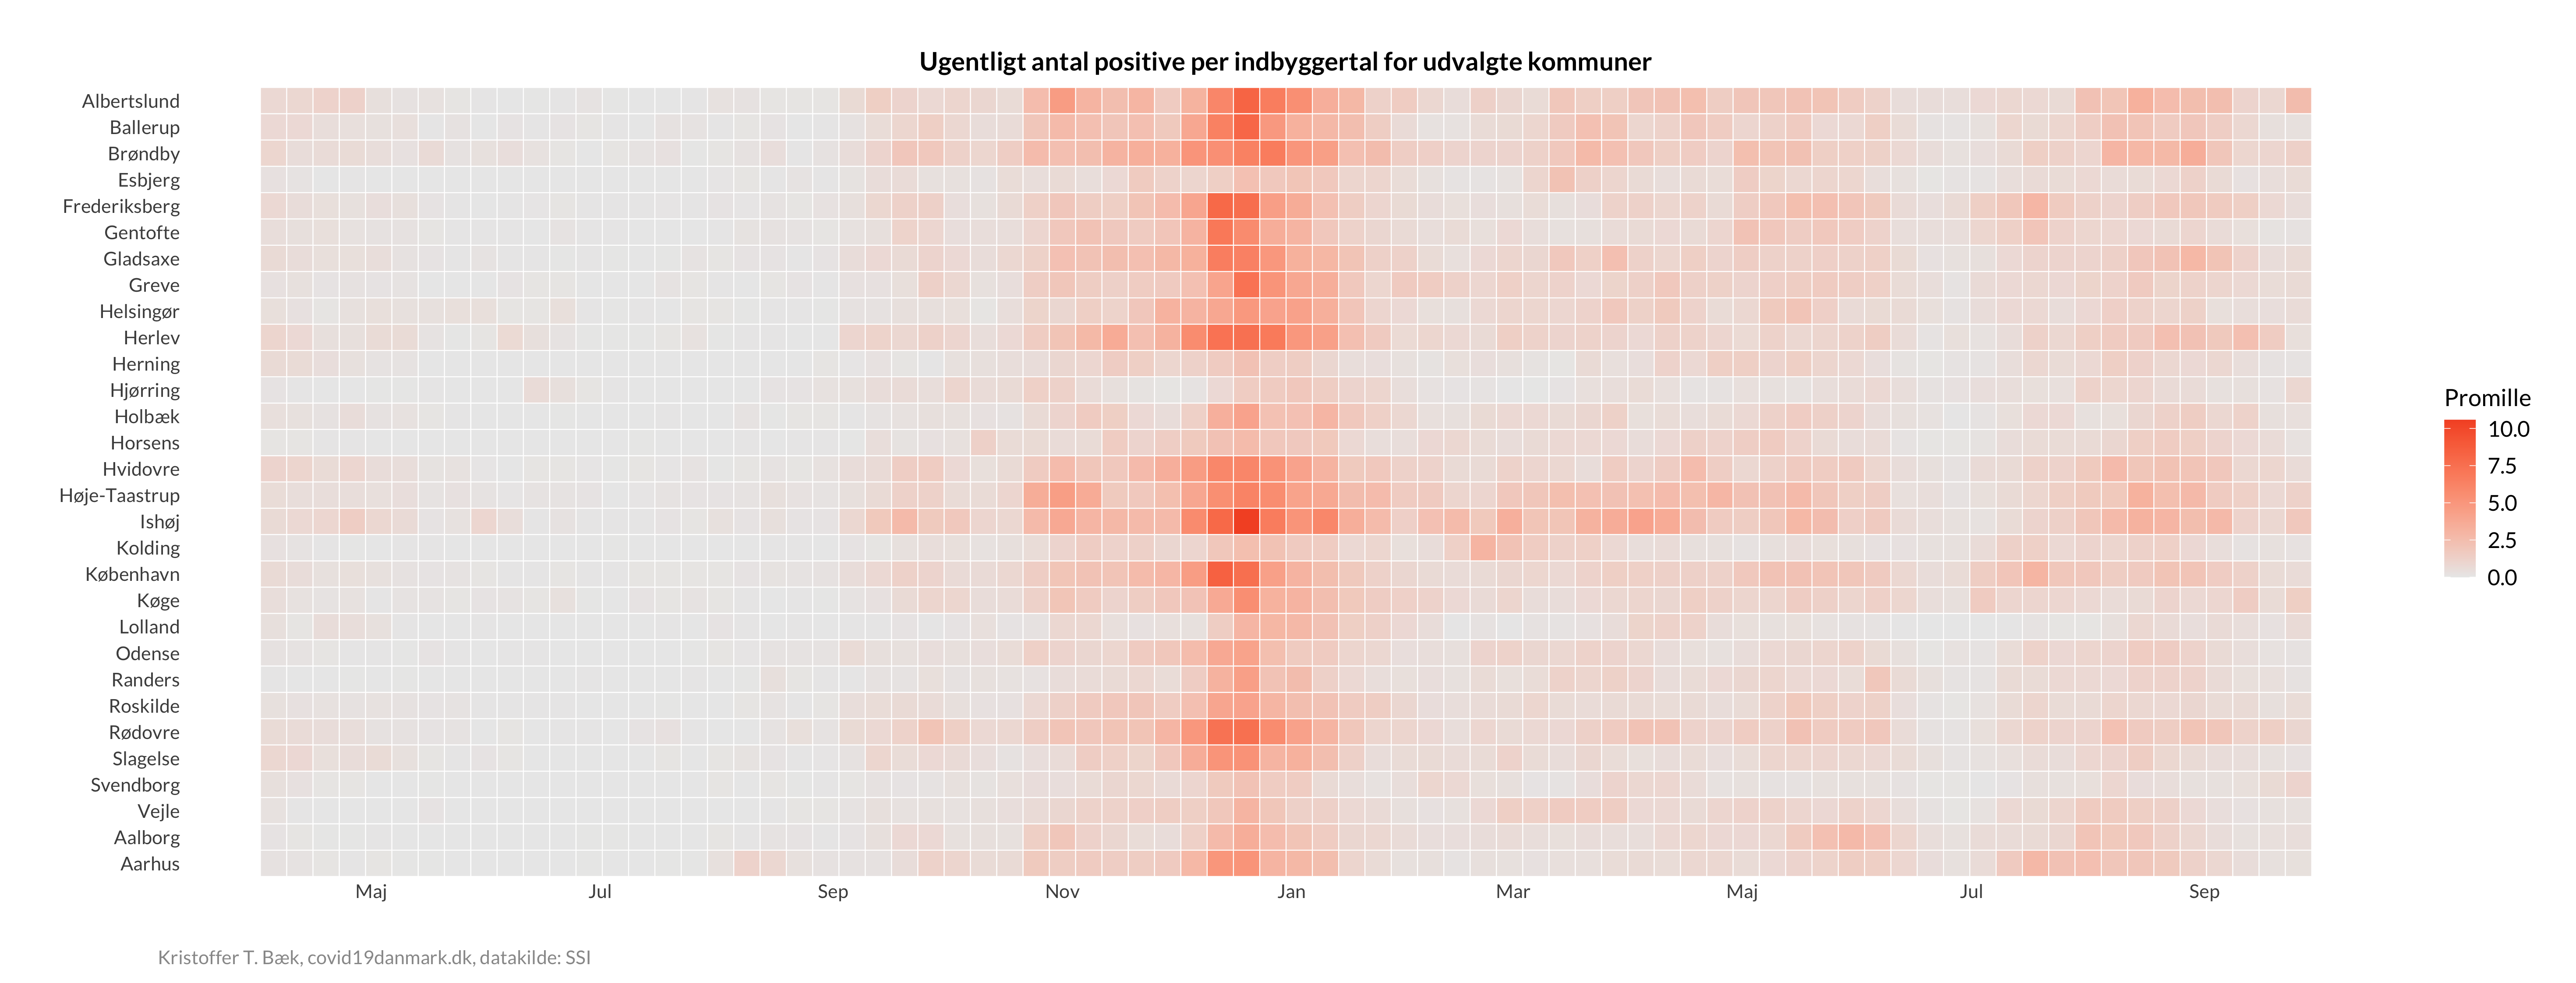 Ugentligt antal positive per indbyggertal for udvalgte kommuner
Albertslund
Ballerup
Brøndby
Esbjerg
Frederiksberg
Gentofte
Gladsaxe
Greve
Helsingør
Herlev
Herning
Hjørring
Holbæk
Horsens
Hvidovre
Høje-Taastrup
Ishøj
Kolding
København
Køge
Lolland
Odense
Randers
Roskilde
Rødovre
Slagelse
Svendborg
Vejle
Aalborg
Aarhus
Maj Jul Sep Nov Jan Mar Maj Jul Sep
Promille
10.0
7.5
5.0
2.5
0.0
Kristoffer T. Bæk, covid19danmark.dk, datakilde: SSI